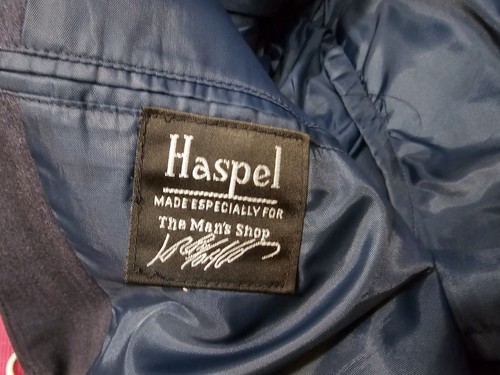 Haspel
MADE ESPECIALLY FOR
The Man's Shop